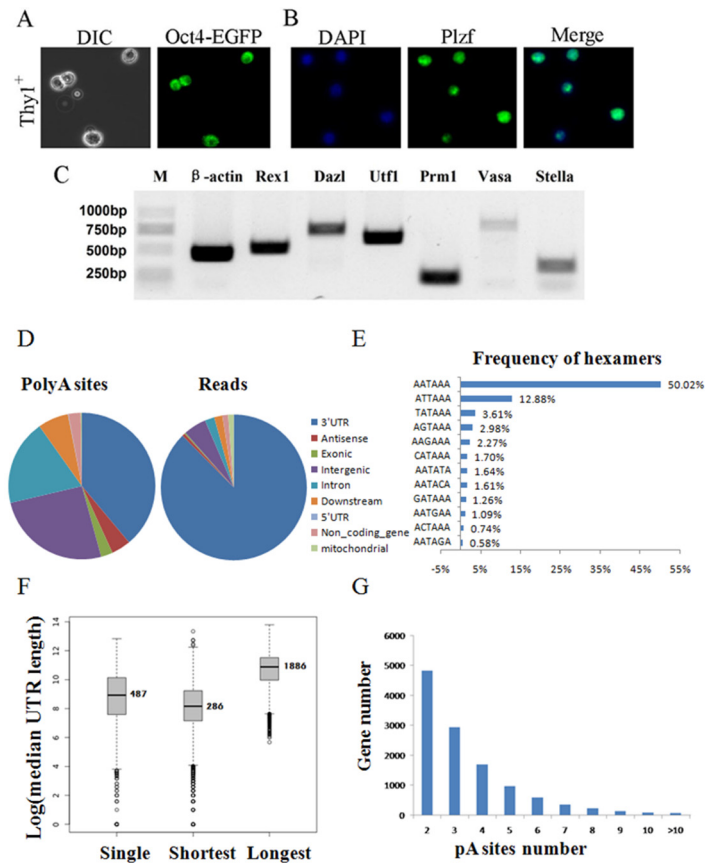 A
DIC
Oct4-EGFP
Thy1+
B
DAPI
Plzf
Merge
C
M β-actin Rex1 Dazl Utf1 Prm1 Vasa Stella
1000bp
750bp
500bp
250bp
D
PolyA sites
Reads
3'UTR
Antisense
Exonic
Intergenic
Intron
Downstream
5'UTR
Non_coding_gene
mitochondrial
E
Frequency of hexamers
AATAAA 50.02%
ATTAAA 12.88%
TATAAA 3.61%
AGTAAA 2.98%
AAGAAA 2.27%
CATAAA 1.70%
AATATA 1.64%
AATACA 1.61%
GATAAA 1.26%
AATGAA 1.09%
ACTAAA 0.74%
AATAGA 0.58%
-5% 5% 15% 25% 35% 45% 55%
F
Log(median UTR length)
14
12
10
8
6
4
2
0
487
286
1886
Single Shortest Longest
G
Gene number
6000
5000
4000
3000
2000
1000
0
2 3 4 5 6 7 8 9 10 >10
pA sites number